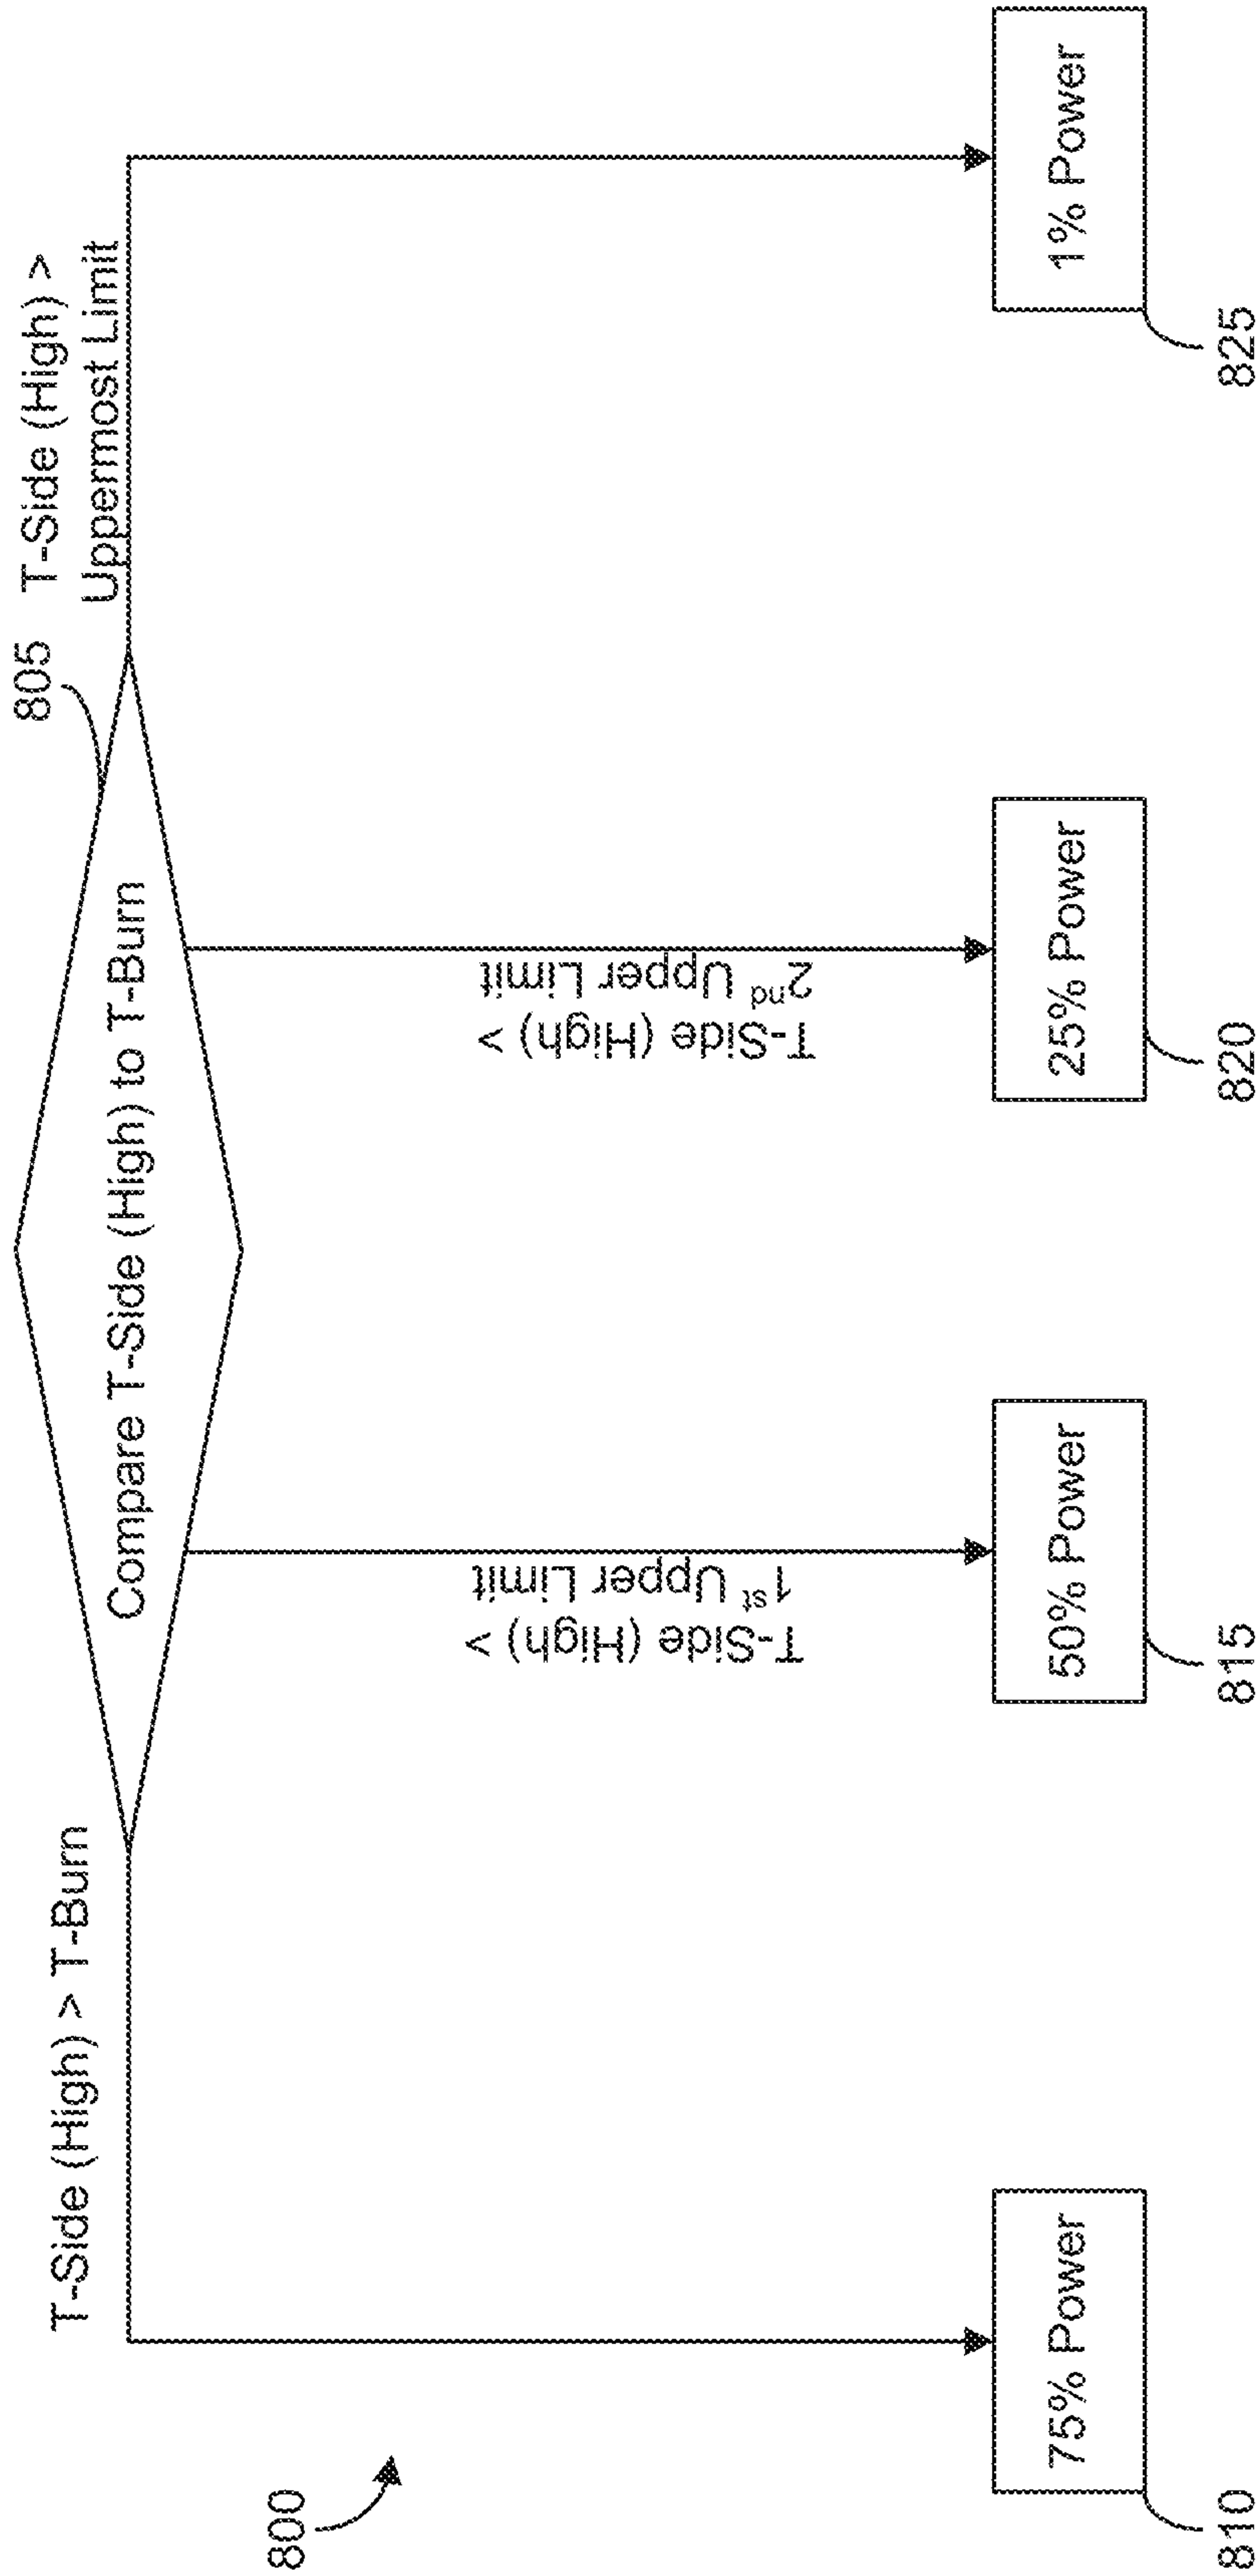 800
T-Side (High) > T-Burn
Compare T-Side (High) to T-Burn
805
T-Side (High) >
Uppermost Limit
T-Side (High) >
1st Upper Limit
T-Side (High) >
2nd Upper Limit
75% Power
50% Power
25% Power
1% Power
810
815
820
825